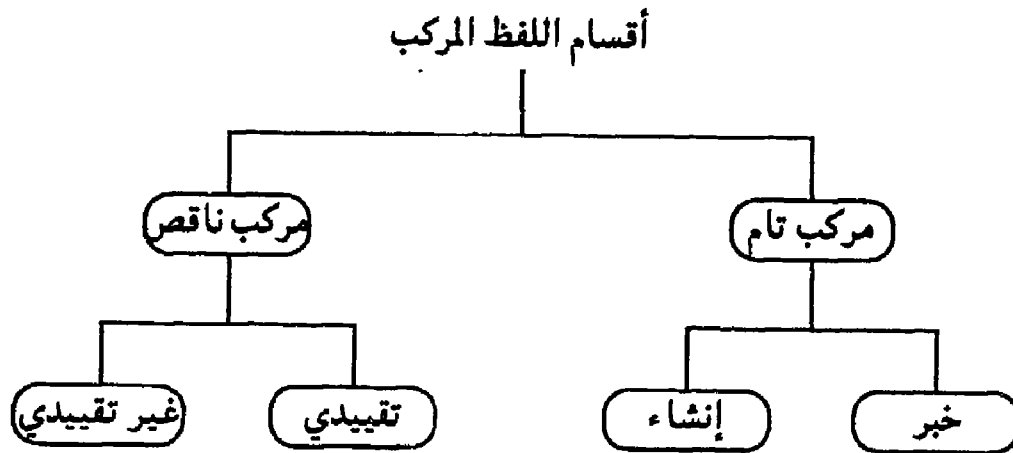 أقسام اللفظ المركب
مركب تام
مركب ناقص
خبر
إنشاء
تقييدي
غير تقييدي